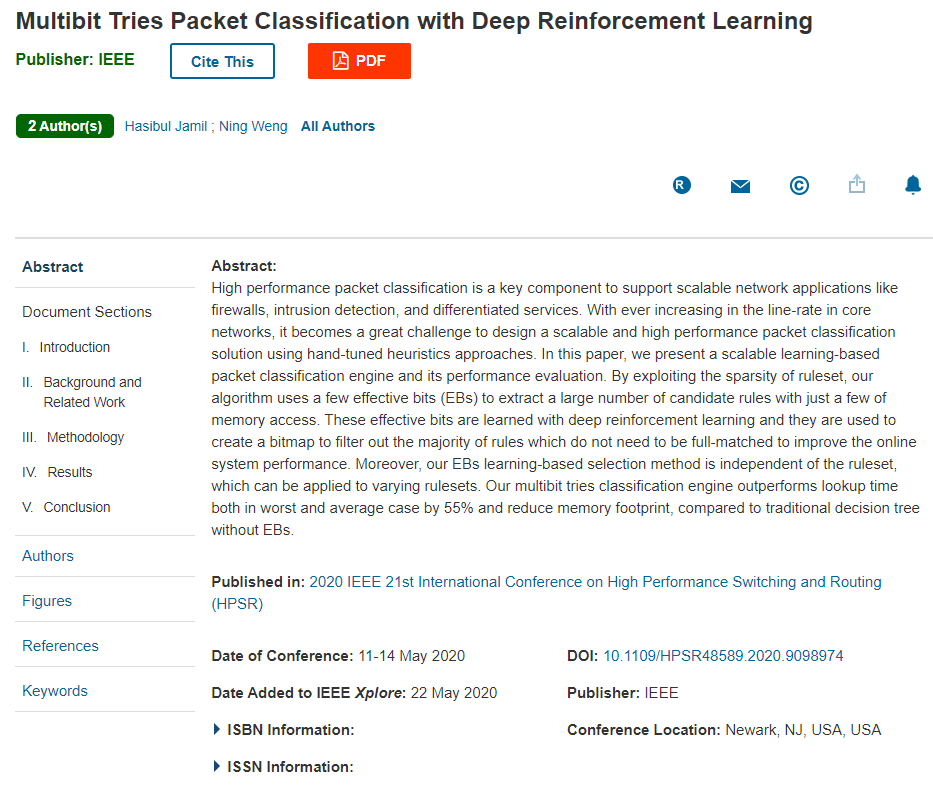 Multibit Tries Packet Classification with Deep Reinforcement Learning
Publisher: IEEE
Cite This
PDF
2 Author(s)
Hasibul Jamil ; Ning Weng
All Authors
R
C
Abstract
Document Sections
I. Introduction
II. Background and
Related Work
III. Methodology
IV. Results
V. Conclusion
Authors
Figures
References
Keywords
Abstract:
High performance packet classification is a key component to support scalable network applications like
firewalls, intrusion detection, and differentiated services. With ever increasing in the line-rate in core
networks, it becomes a great challenge to design a scalable and high performance packet classification
solution using hand-tuned heuristics approaches. In this paper, we present a scalable learning-based
packet classification engine and its performance evaluation. By exploiting the sparsity of ruleset, our
algorithm uses a few effective bits (EBs) to extract a large number of candidate rules with just a few of
memory access. These effective bits are learned with deep reinforcement learning and they are used to
create a bitmap to filter out the majority of rules which do not need to be full-matched to improve the online
system performance. Moreover, our EBs learning-based selection method is independent of the ruleset,
which can be applied to varying rulesets. Our multibit tries classification engine outperforms lookup time
both in worst and average case by 55% and reduce memory footprint, compared to traditional decision tree
without EBs.
Published in: 2020 IEEE 21st International Conference on High Performance Switching and Routing
(HPSR)
Date of Conference: 11-14 May 2020
DOI: 10.1109/HPSR48589.2020.9098974
Date Added to IEEE Xplore: 22 May 2020
Publisher: IEEE
ISBN Information:
Conference Location: Newark, NJ, USA, USA
ISSN Information: